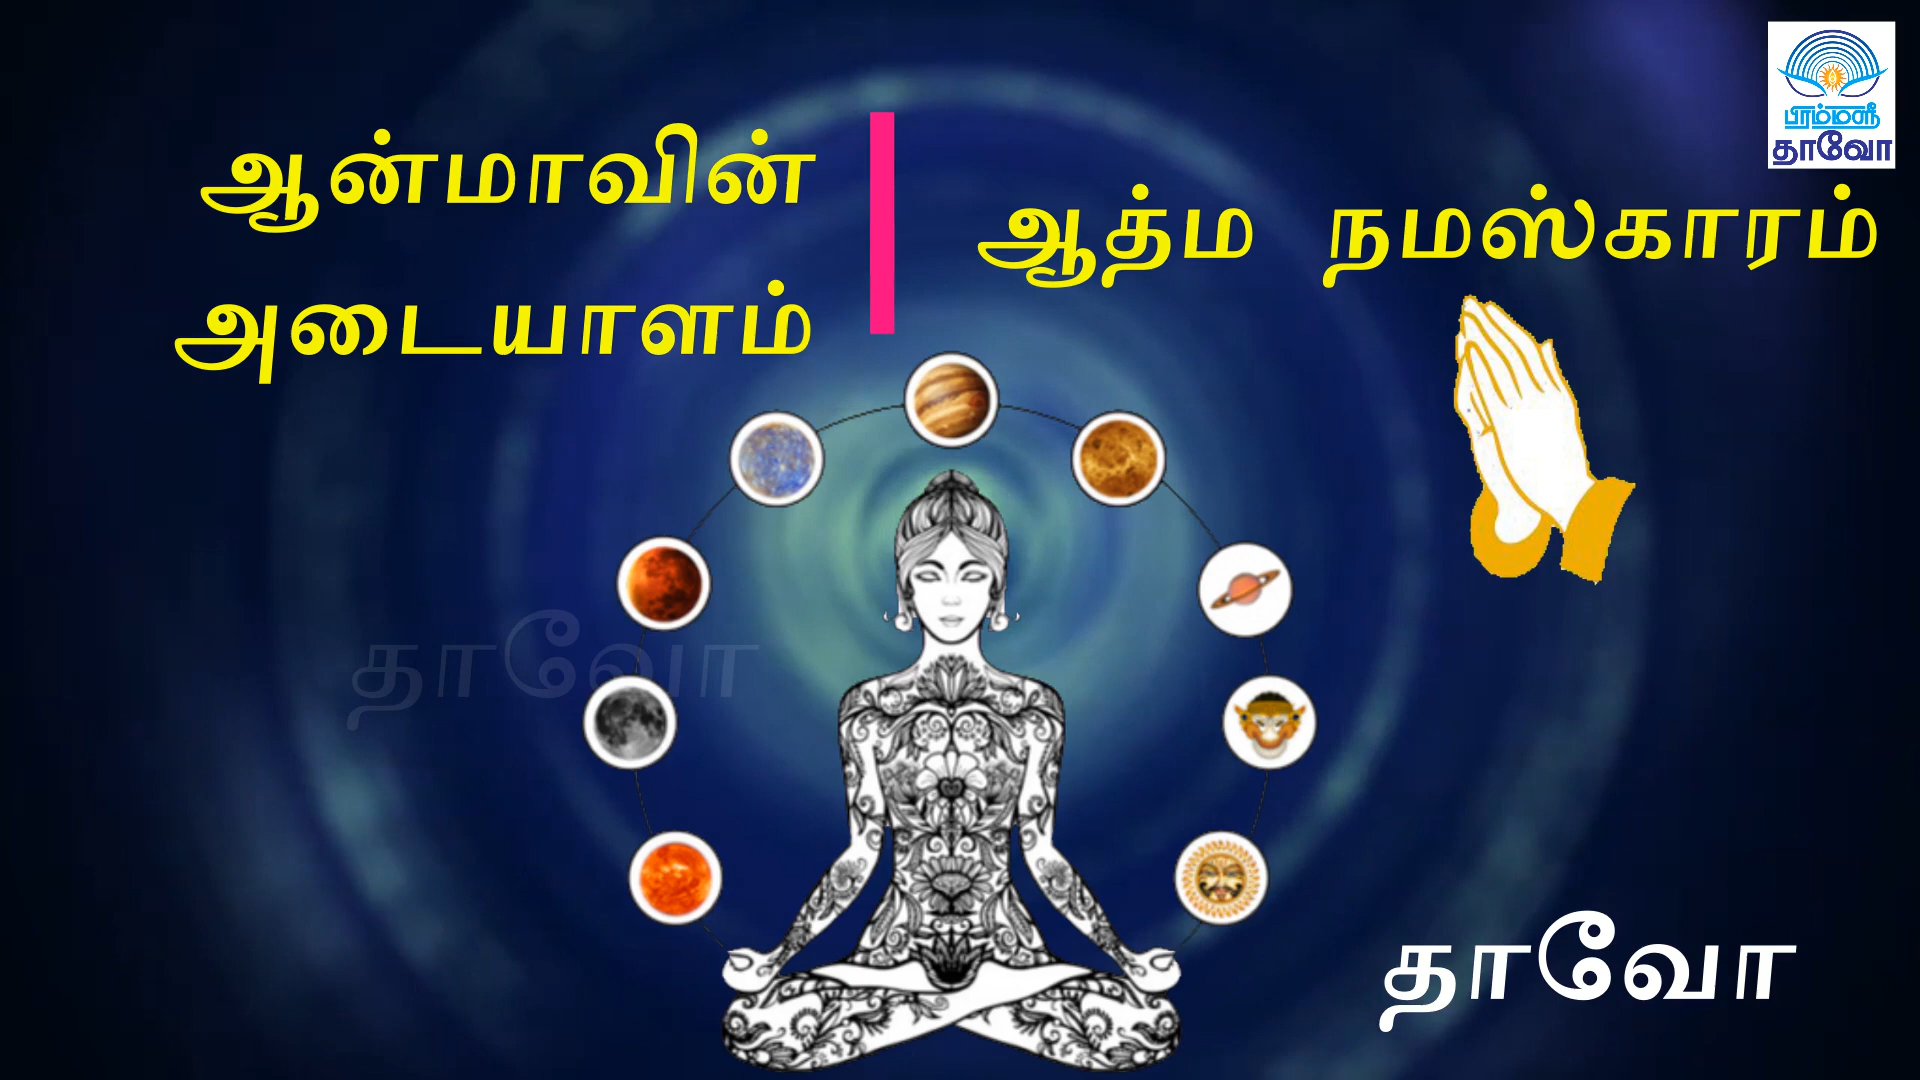 ஆன்மாவின்
அடையாளம்
ஆத்ம நமஸ்காரம்
பிரம்மஸ்ரீ
தாவோ
தாவோ
தாவோ